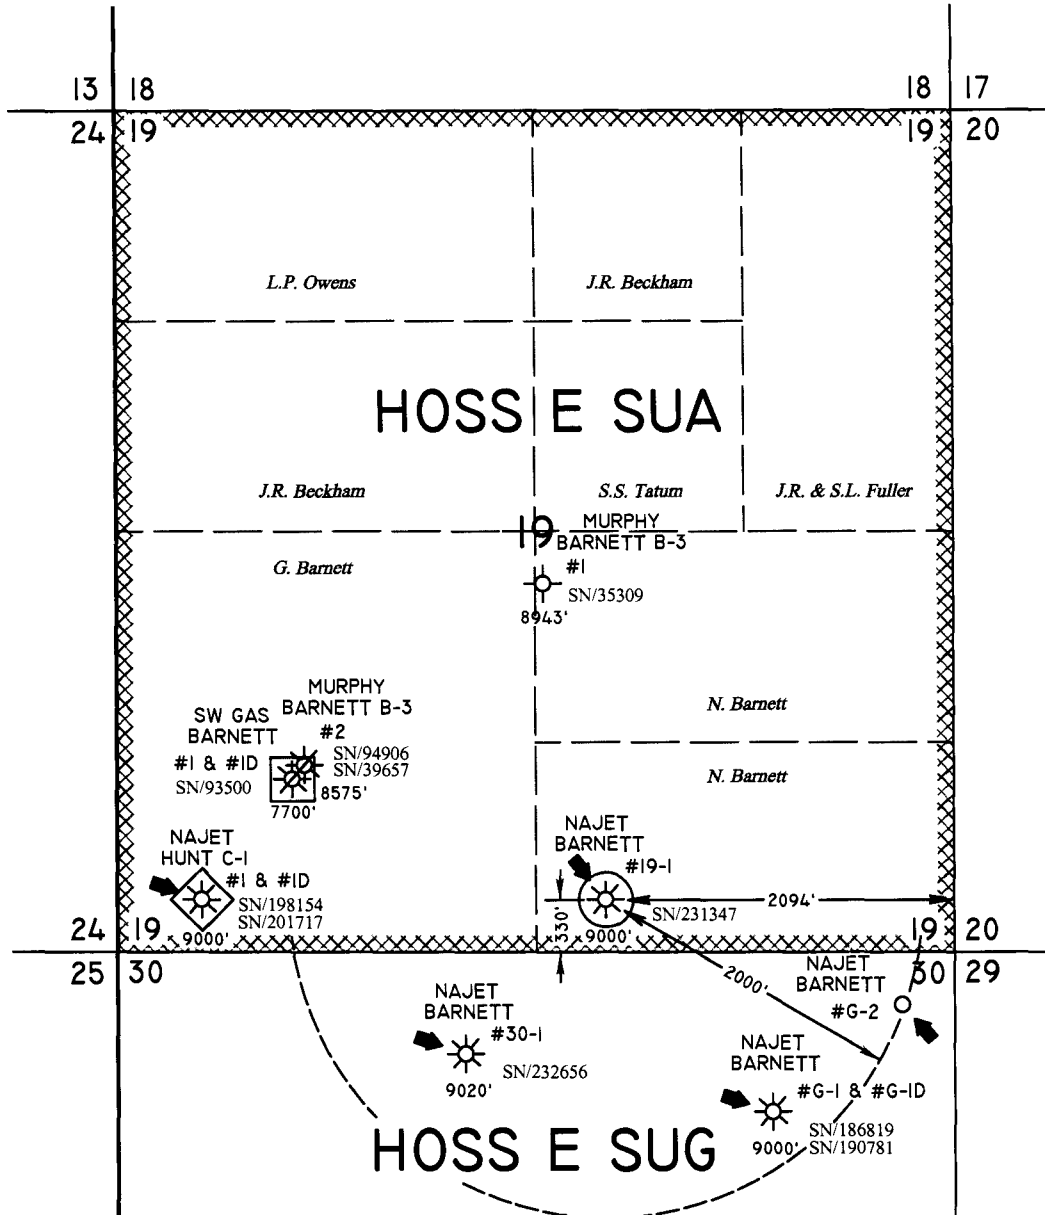 13 18
18 17
24 19
19 20
L.P. Owens
J.R. Beckham
HOSS E SUA
J.R. Beckham
S.S. Tatum
J.R. & S.L. Fuller
19
MURPHY
BARNETT B-3
#1
SN/35309
8943'
G. Barnett
MURPHY
BARNETT B-3
#2
SN/94906
SN/39657
8575'
SW GAS
BARNETT
#1 & #1D
SN/93500
7700'
N. Barnett
N. Barnett
NAJET
HUNT C-1
#1 & #1D
SN/198154
SN/201717
9000'
NAJET
BARNETT
#19-1
SN/231347
9000'
330'
2094'
2000'
24 19
19 20
25 30
30 29
NAJET
BARNETT
#G-2
NAJET
BARNETT
#30-1
SN/232656
9020'
NAJET
BARNETT
#G-1 & #G-1D
SN/186819
SN/190781
9000'
HOSS E SUG